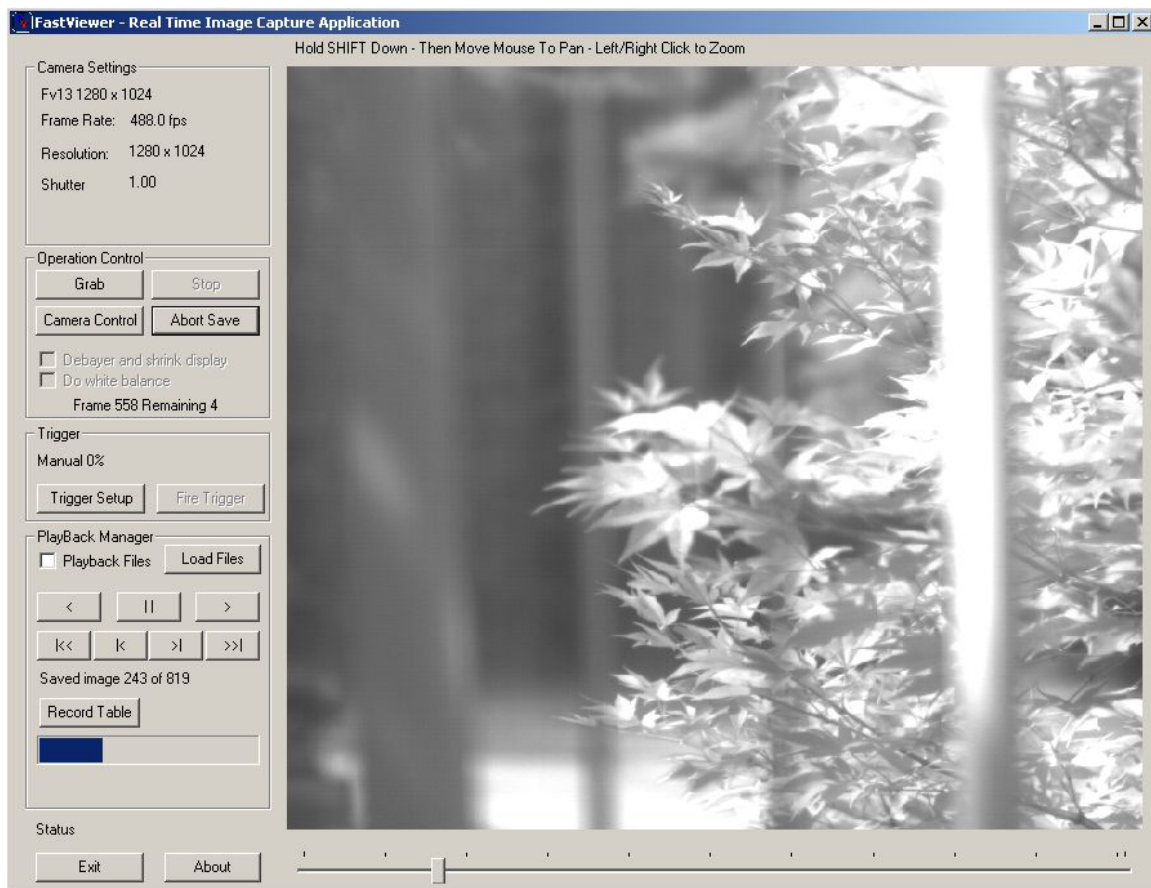 FastViewer - Real Time Image Capture Application
Hold SHIFT Down - Then Move Mouse To Pan - Left/Right Click to Zoom
Camera Settings
Fv13 1280 x 1024
Frame Rate: 488.0 fps
Resolution: 1280 x 1024
Shutter 1.00
Operation Control
Grab Stop
Camera Control Abort Save
Debayer and shrink display
Do white balance
Frame 558 Remaining 4
Trigger
Manual 0%
Trigger Setup Fire Trigger
PlayBack Manager
Playback Files Load Files
< || >
|<< |< >| >>|
Saved image 243 of 819
Record Table
Status
Exit About